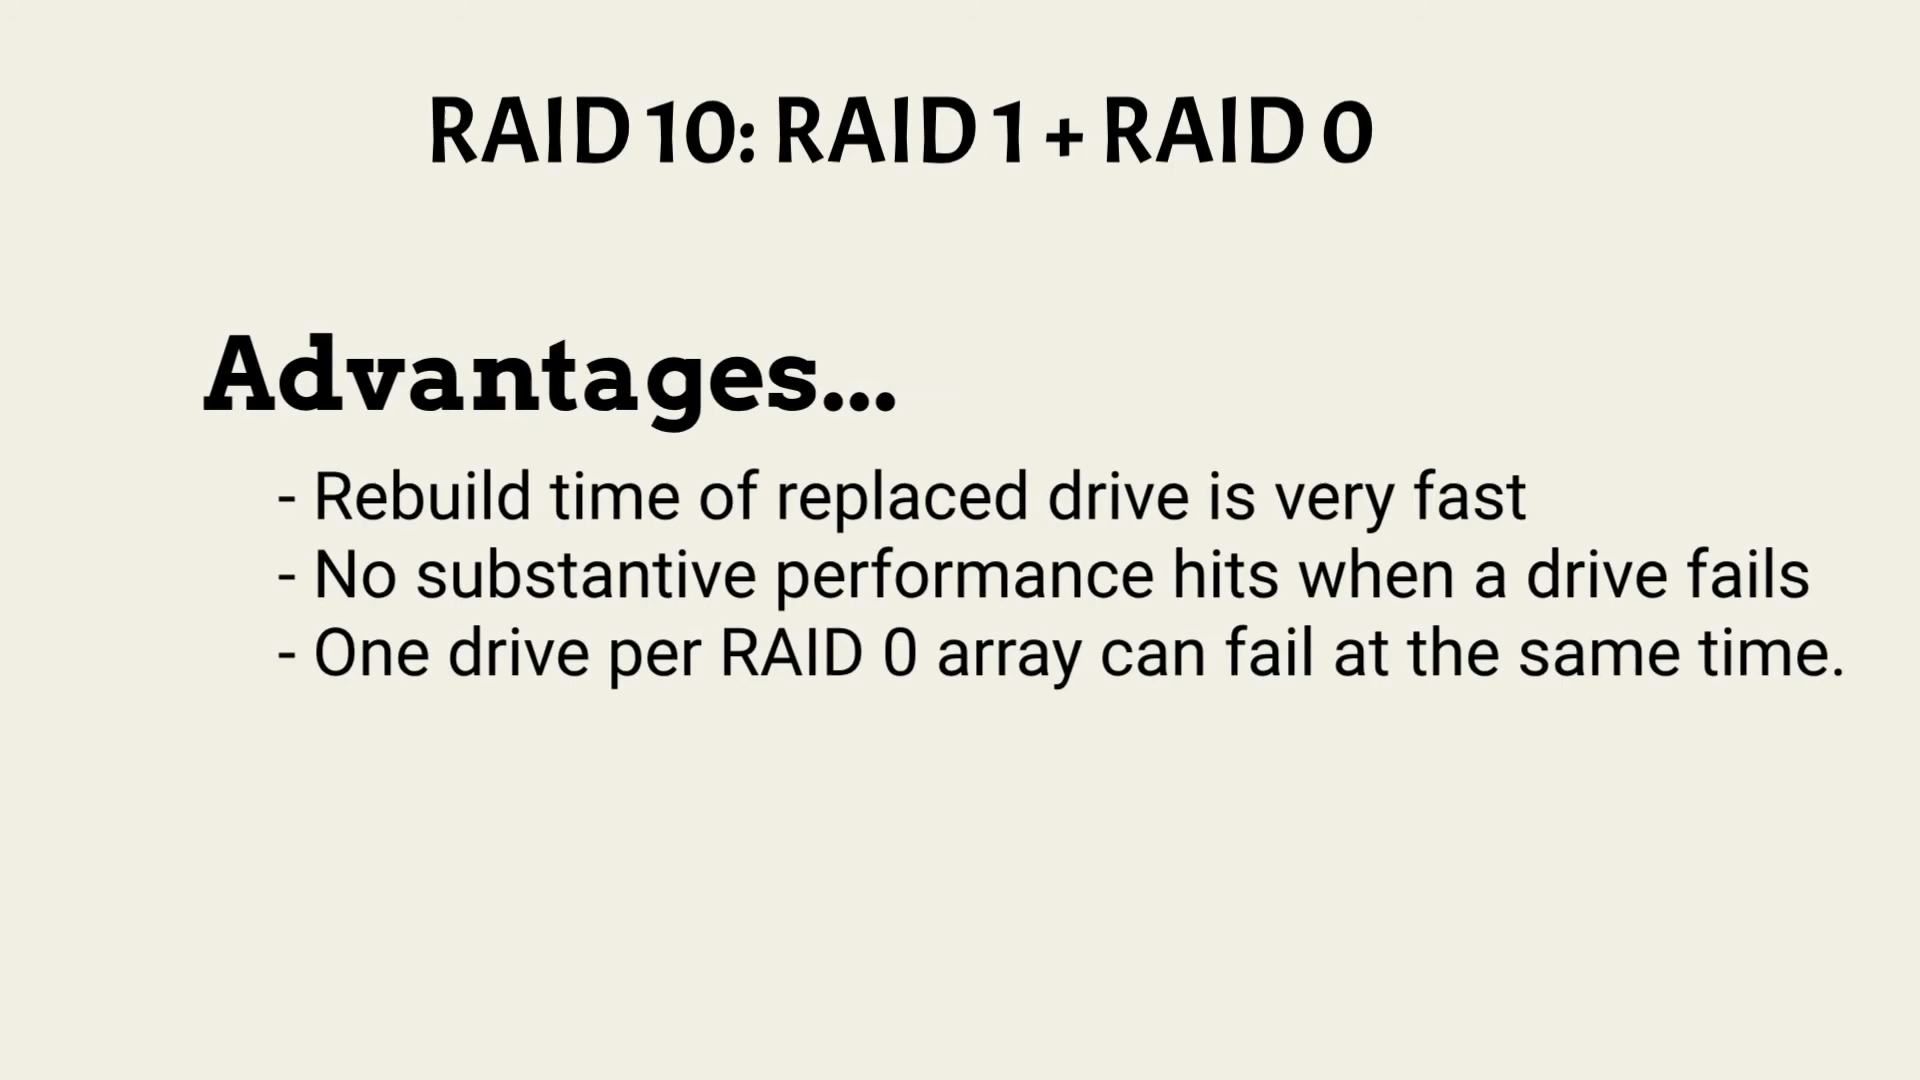 RAID 10: RAID 1 + RAID 0
Advantages...
- Rebuild time of replaced drive is very fast
- No substantive performance hits when a drive fails
- One drive per RAID 0 array can fail at the same time.